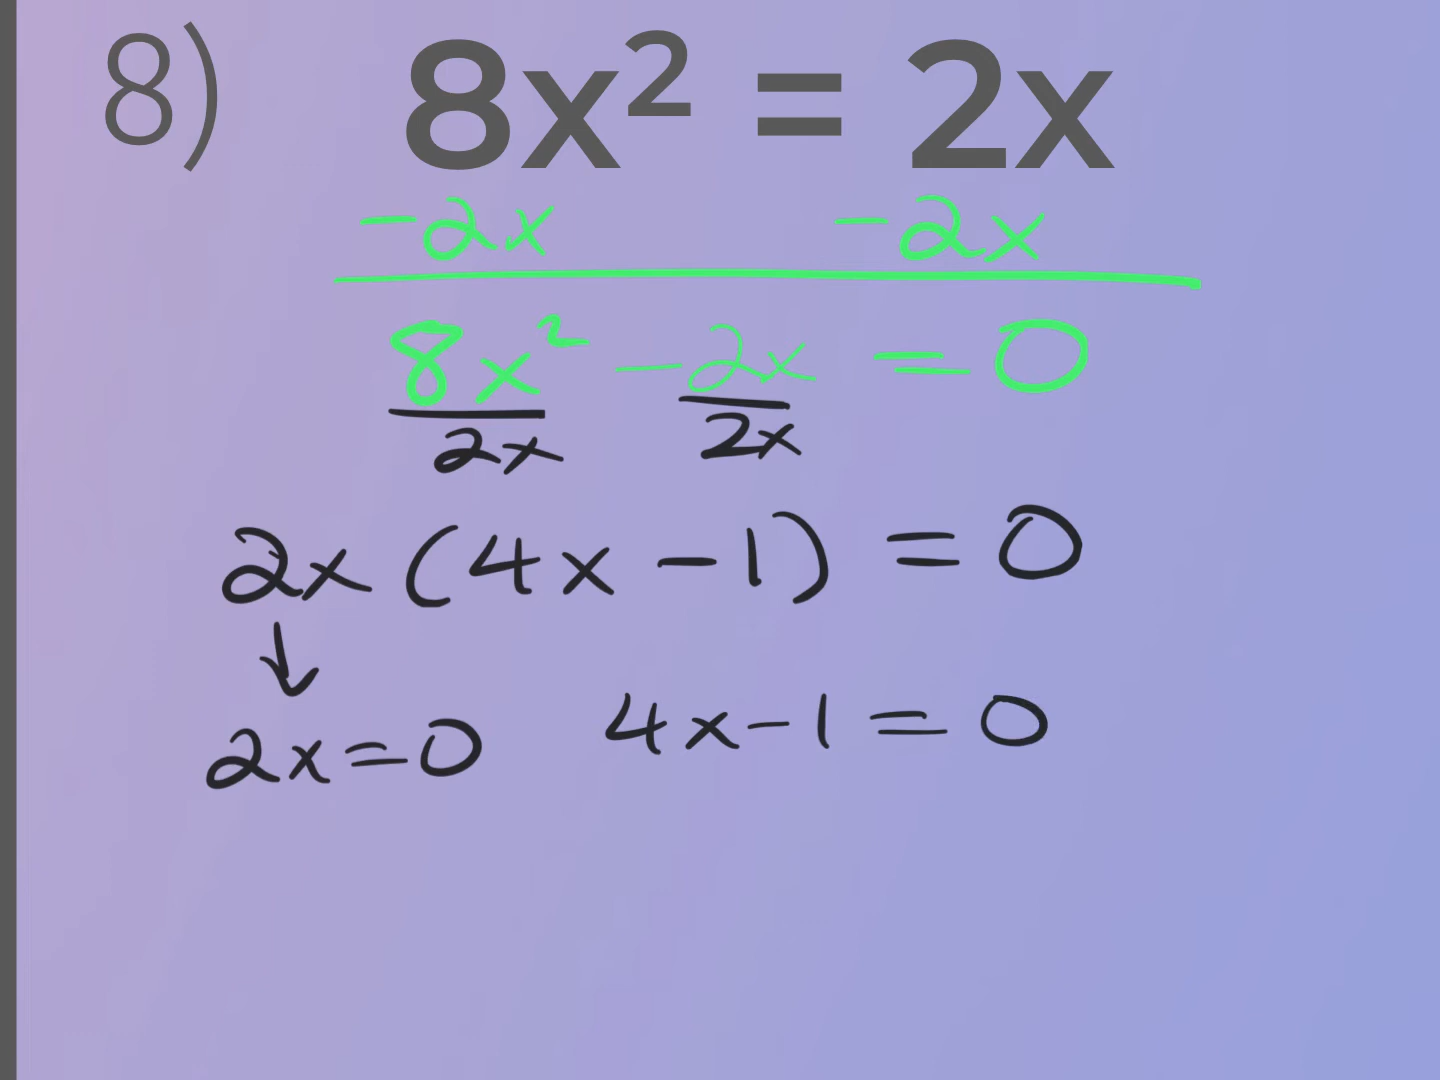 8) 8x² = 2x
-2x -2x
8x² - 2x = 0
2x 2x
2x (4x - 1) = 0
↓
2x = 0 4x - 1 = 0